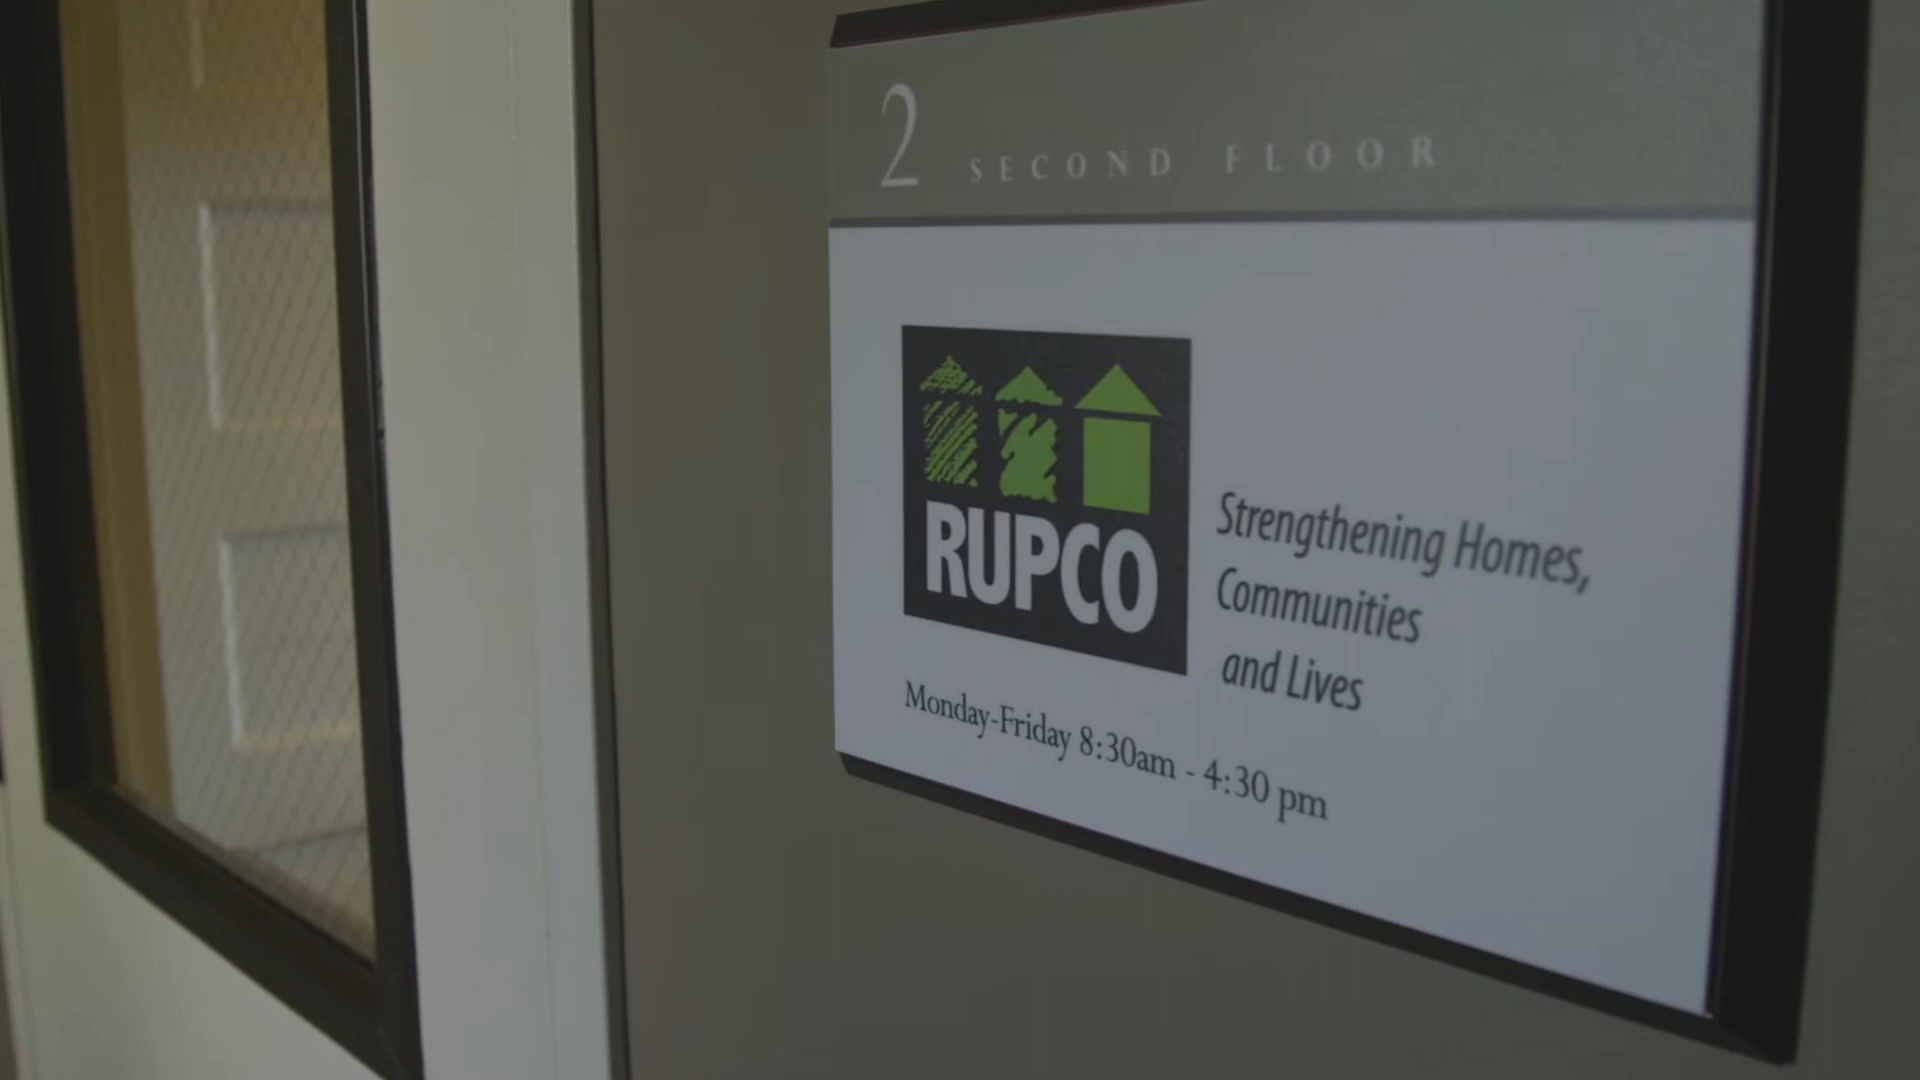 2 SECOND FLOOR
RUPCO
Strengthening Homes,
Communities
and Lives
Monday-Friday 8:30am - 4:30 pm